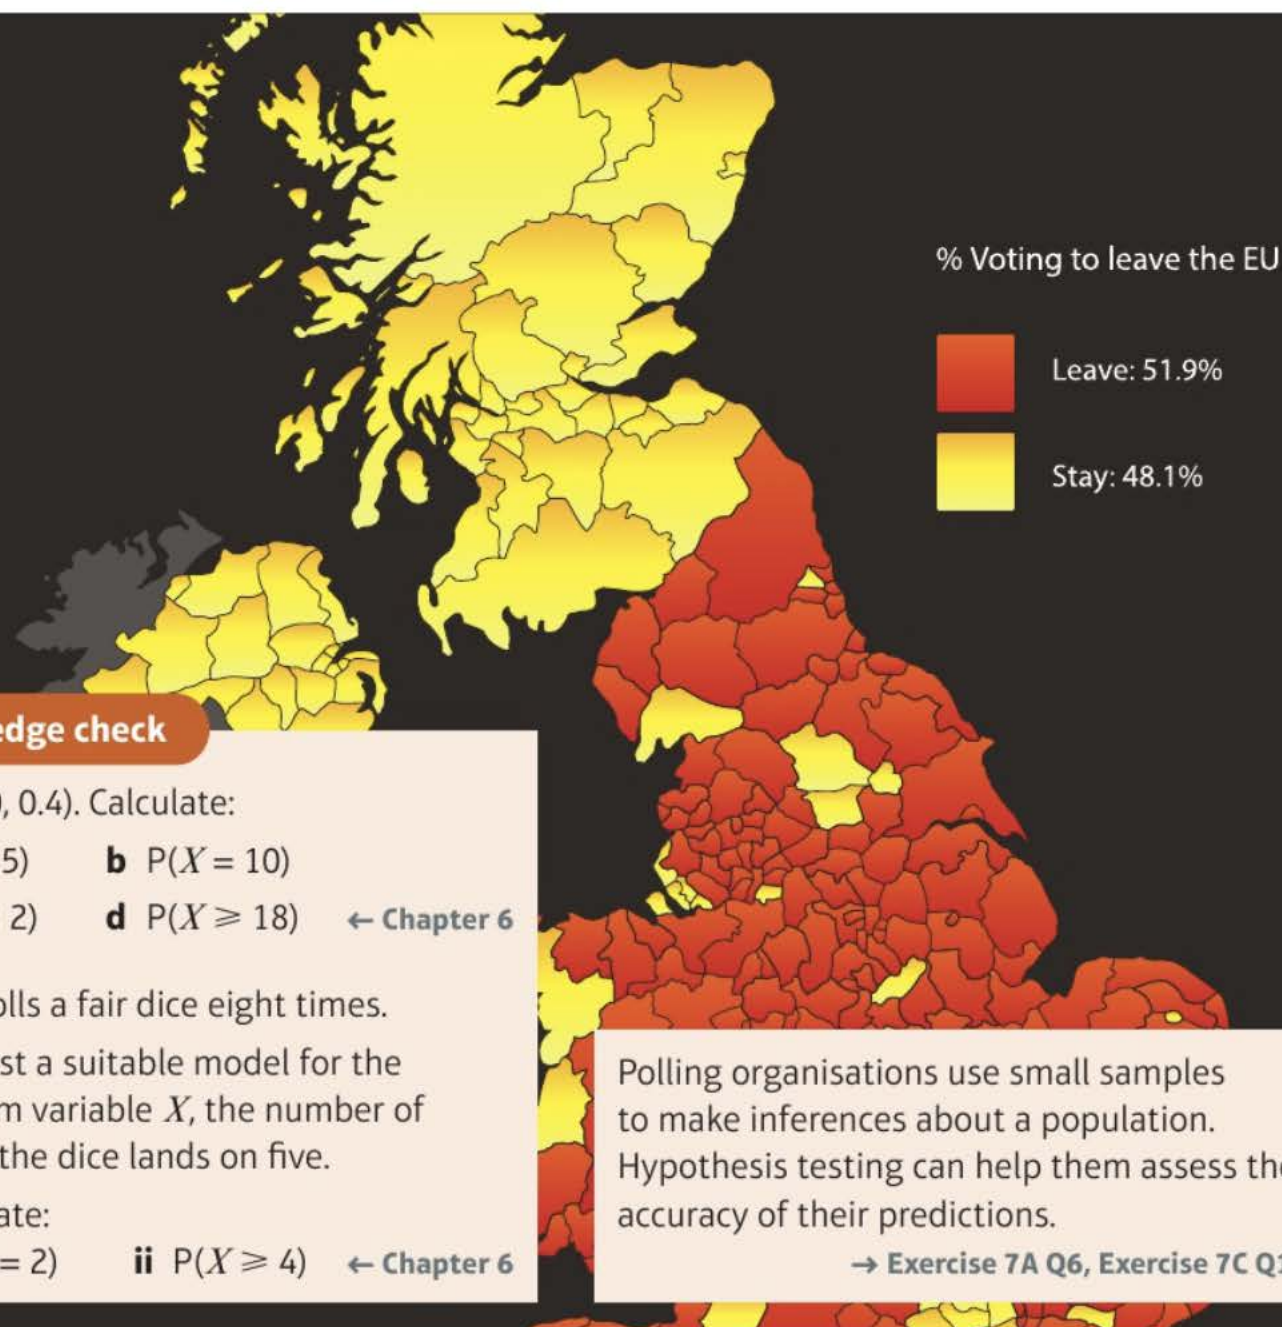 % Voting to leave the EU
Leave: 51.9%
Stay: 48.1%
edge check
, 0.4). Calculate:
5) b P(X = 10)
2) d P(X ⩾ 18) ← Chapter 6
olls a fair dice eight times.
st a suitable model for the
m variable X, the number of
the dice lands on five.
ate:
= 2) ii P(X ⩾ 4) ← Chapter 6
Polling organisations use small samples
to make inferences about a population.
Hypothesis testing can help them assess the
accuracy of their predictions.
→ Exercise 7A Q6, Exercise 7C Q1